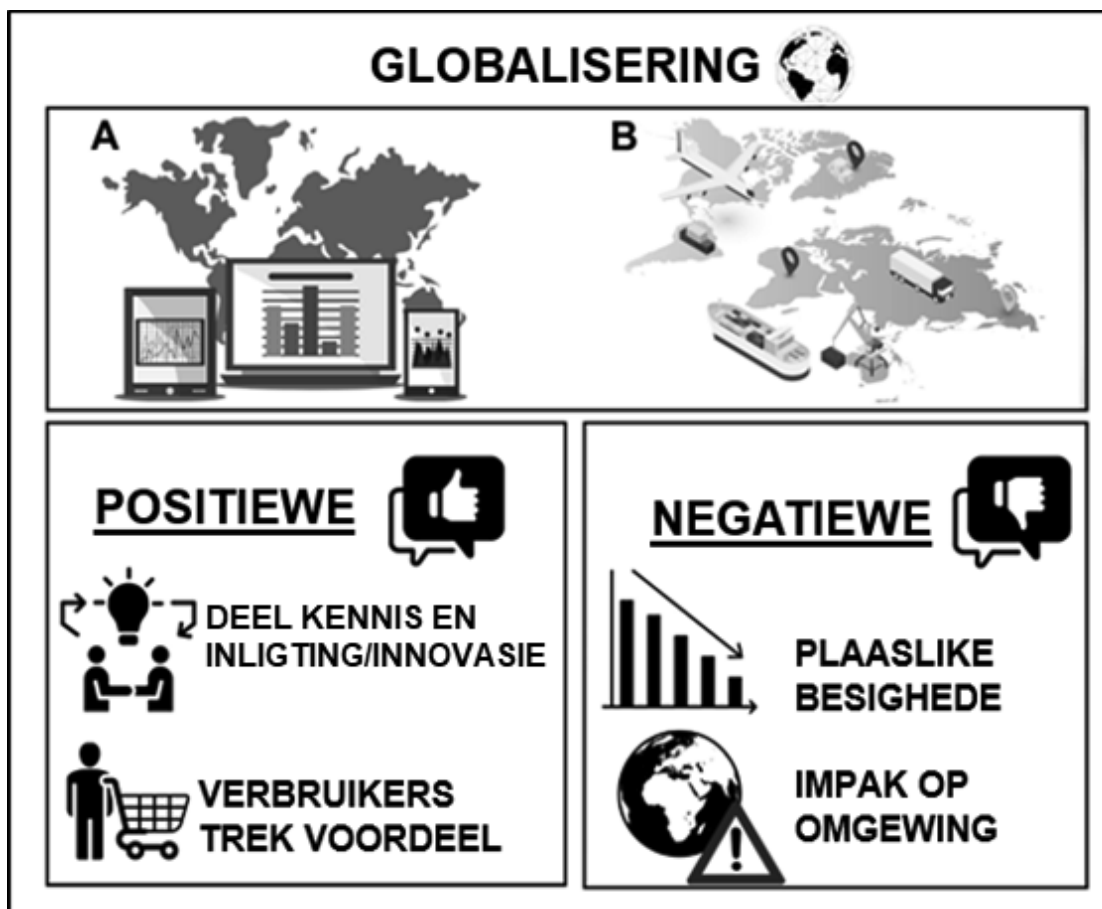 GLOBALISERING
A
B
POSITIEWE
DEEL KENNIS EN
INLIGTING/INNOVASIE
VERBRUIKERS
TREK VOORDEEL
NEGATIEWE
PLAASLIKE
BESIGHEDE
IMPAK OP
OMGEWING